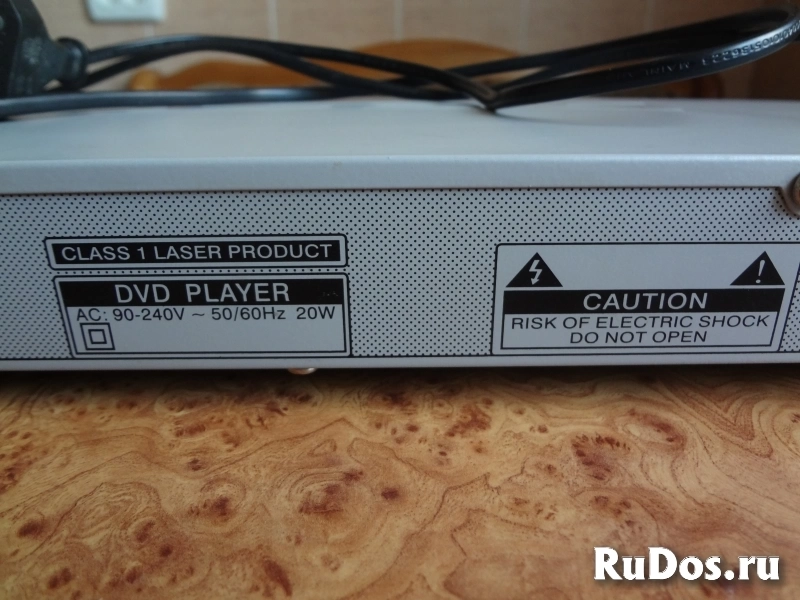 CLASS 1 LASER PRODUCT
DVD PLAYER
AC: 90-240V ~ 50/60Hz 20W
CAUTION
RISK OF ELECTRIC SHOCK
DO NOT OPEN
RuDos.ru